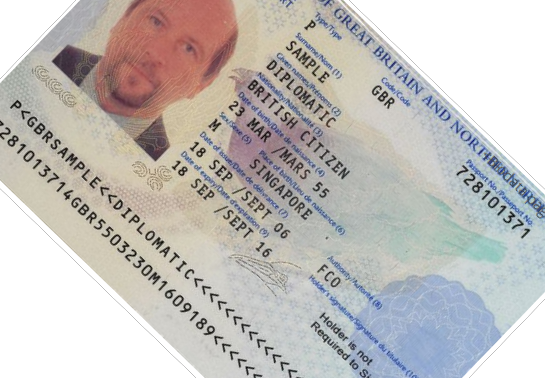 OF GREAT BRITAIN AND NORTHERN
Type/Type Code/Code Passport No./Passeport No.
P GBR 728101371
Surname/Nom (1)
SAMPLE
Given names/Prénoms (2)
DIPLOMATIC
Nationality/Nationalité (3)
BRITISH CITIZEN
Date of birth/Date de naissance (4)
23 MAR /MARS 55
Sex/Sexe (5) Place of birth/Lieu de naissance (6)
M SINGAPORE
Date of issue/Date de délivrance (7) Authority/Autorité (8)
18 SEP /SEPT 06 FCO
Date of expiry/Date d'expiration (9) Holder's signature/Signature du titulaire (10)
18 SEP /SEPT 16
Holder is not
Required to
P<GBRSAMPLE<<DIPLOMATIC<<<<<<<
7281013714GBR5503230M1609189<<<<<